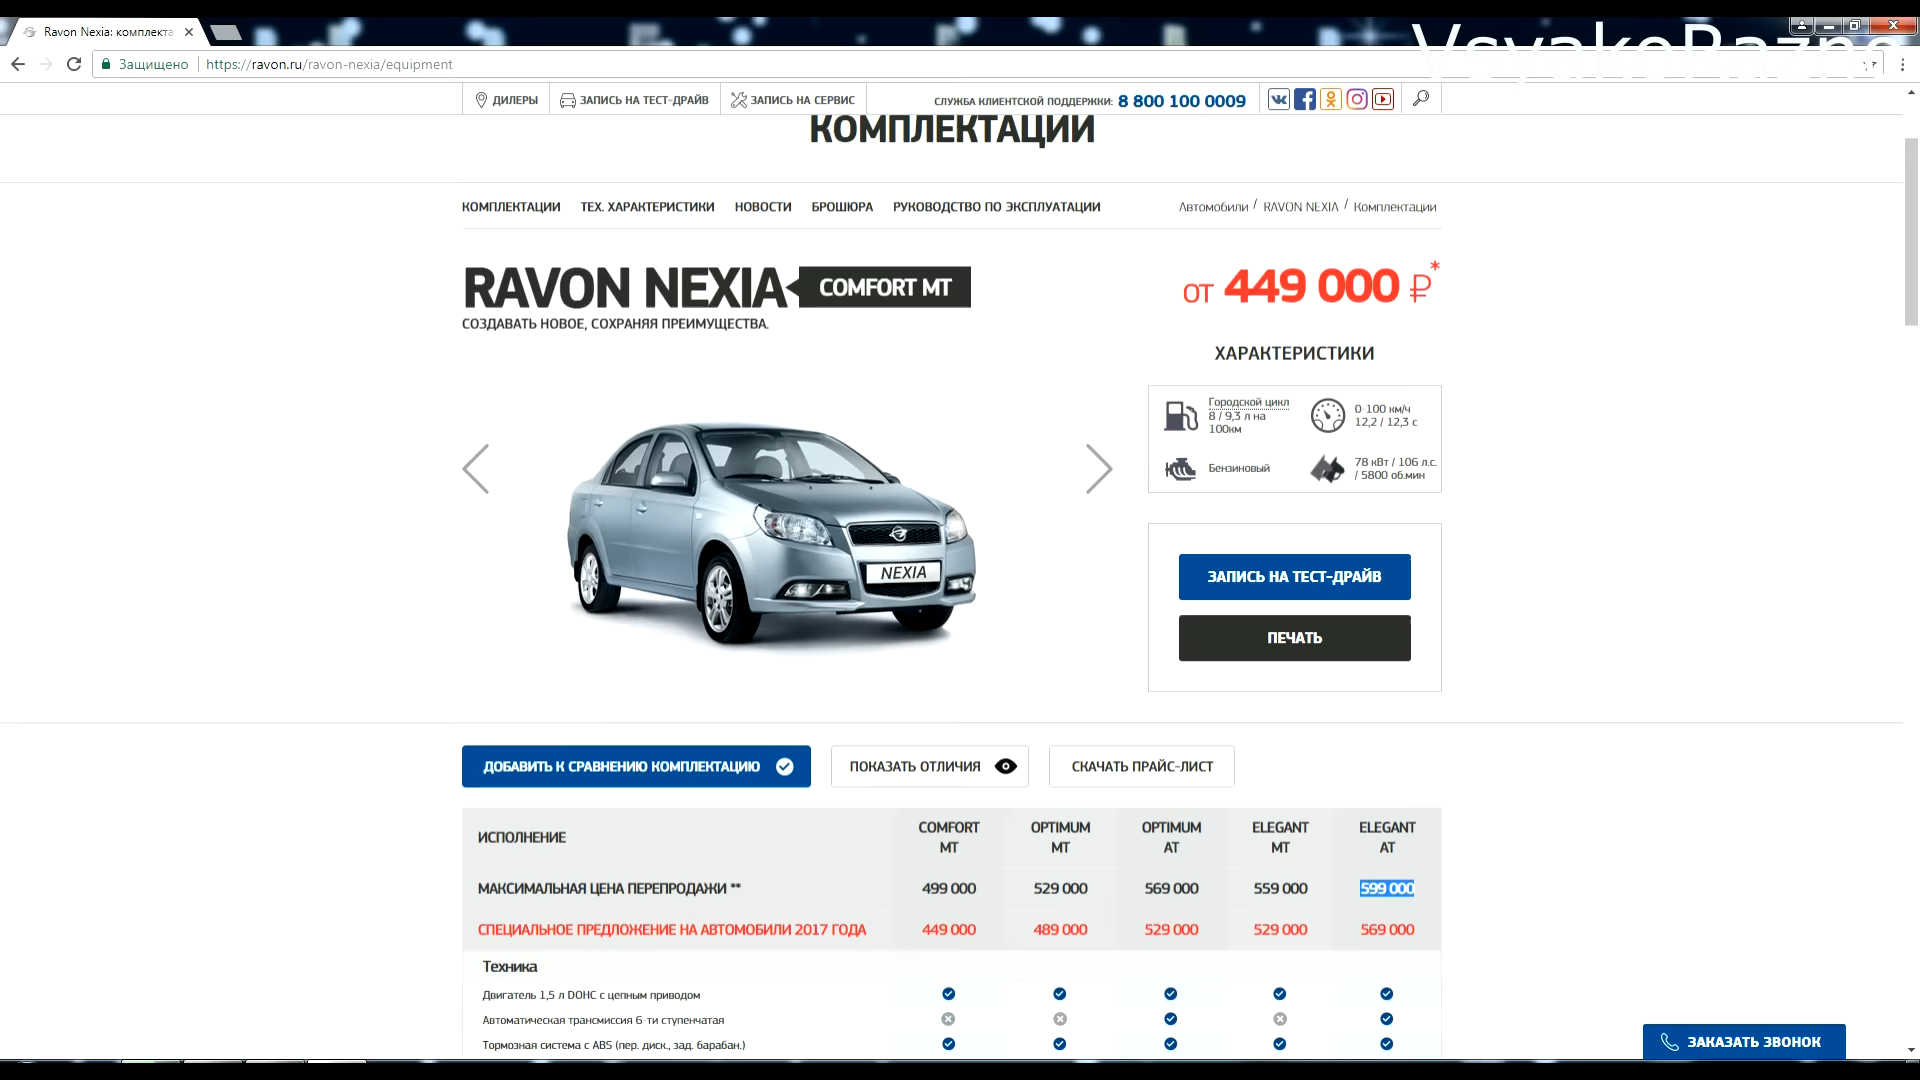 Ravon Nexia: комплекта
VsyakoRazno
Защищено
https://ravon.ru/ravon-nexia/equipment
ДИЛЕРЫ
ЗАПИСЬ НА ТЕСТ-ДРАЙВ
ЗАПИСЬ НА СЕРВИС
СЛУЖБА КЛИЕНТСКОЙ ПОДДЕРЖКИ: 8 800 100 0009
КОМПЛЕКТАЦИИ
КОМПЛЕКТАЦИИ ТЕХ. ХАРАКТЕРИСТИКИ НОВОСТИ БРОШЮРА РУКОВОДСТВО ПО ЭКСПЛУАТАЦИИ
Автомобили / RAVON NEXIA / Комплектации
RAVON NEXIA COMFORT MT
СОЗДАВАТЬ НОВОЕ, СОХРАНЯЯ ПРЕИМУЩЕСТВА.
от 449 000 ₽*
ХАРАКТЕРИСТИКИ
Городской цикл
8 / 9,3 л на
100км
0-100 км/ч
12,2 / 12,3 с
Бензиновый
78 кВт / 106 л.с.
/ 5800 об.мин
NEXIA
ЗАПИСЬ НА ТЕСТ-ДРАЙВ
ПЕЧАТЬ
ДОБАВИТЬ К СРАВНЕНИЮ КОМПЛЕКТАЦИЮ
ПОКАЗАТЬ ОТЛИЧИЯ
СКАЧАТЬ ПРАЙС-ЛИСТ
ИСПОЛНЕНИЕ
COMFORT MT
OPTIMUM MT
OPTIMUM AT
ELEGANT MT
ELEGANT AT
МАКСИМАЛЬНАЯ ЦЕНА ПЕРЕПРОДАЖИ ** 499 000 529 000 569 000 559 000 599 000
СПЕЦИАЛЬНОЕ ПРЕДЛОЖЕНИЕ НА АВТОМОБИЛИ 2017 ГОДА 449 000 489 000 529 000 529 000 569 000
Техника
Двигатель 1,5 л DOHC с цепным приводом
Автоматическая трансмиссия 6-ти ступенчатая
Тормозная система с ABS (пер. диск., зад. барабан.)
ЗАКАЗАТЬ ЗВОНОК